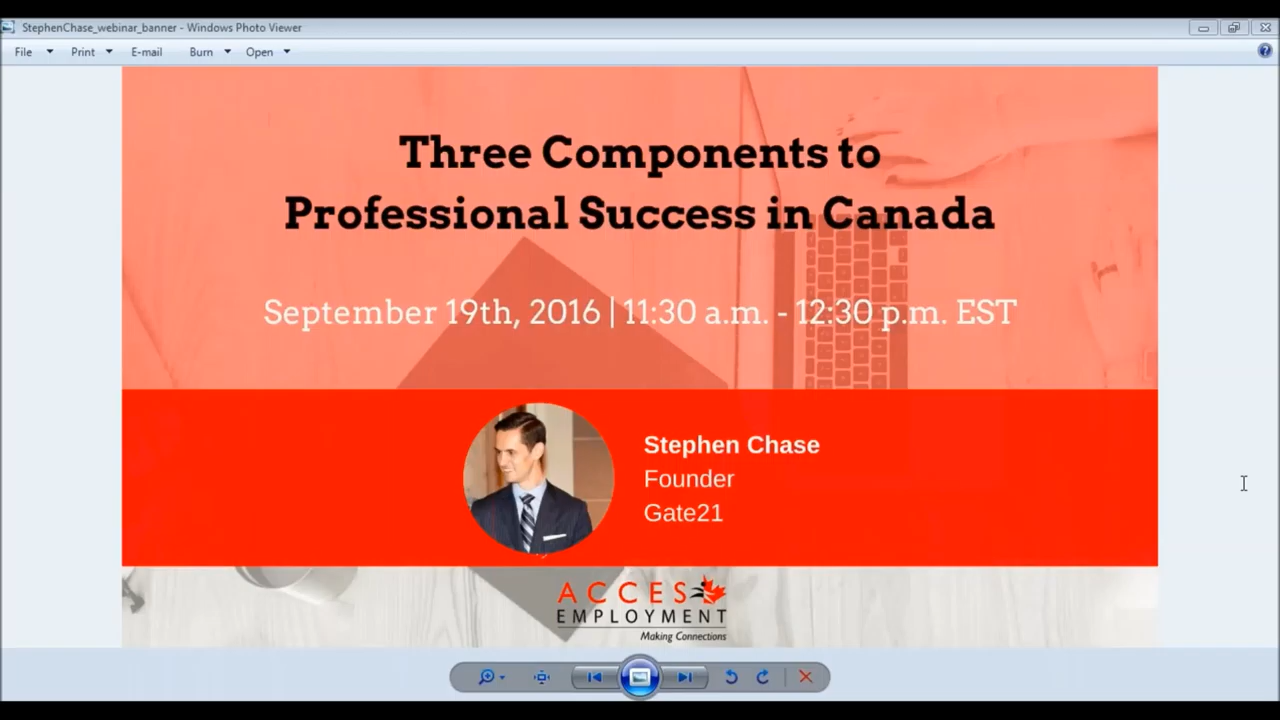 StephenChase_webinar_banner - Windows Photo Viewer
File Print E-mail Burn Open
Three Components to
Professional Success in Canada
September 19th, 2016 | 11:30 a.m. - 12:30 p.m. EST
Stephen Chase
Founder
Gate21
ACCES
EMPLOYMENT
Making Connections